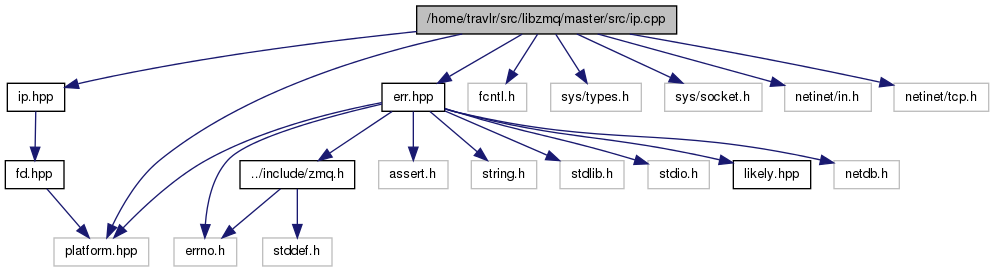 /home/travlr/src/libzmq/master/src/ip.cpp
ip.hpp
err.hpp
fcntl.h
sys/types.h
sys/socket.h
netinet/in.h
netinet/tcp.h
fd.hpp
../include/zmq.h
assert.h
string.h
stdlib.h
stdio.h
likely.hpp
netdb.h
platform.hpp
errno.h
stddef.h